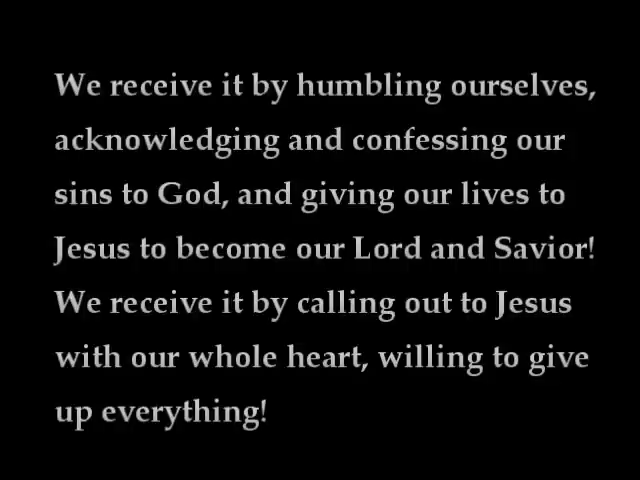 We receive it by humbling ourselves,
acknowledging and confessing our
sins to God, and giving our lives to
Jesus to become our Lord and Savior!
We receive it by calling out to Jesus
with our whole heart, willing to give
up everything!